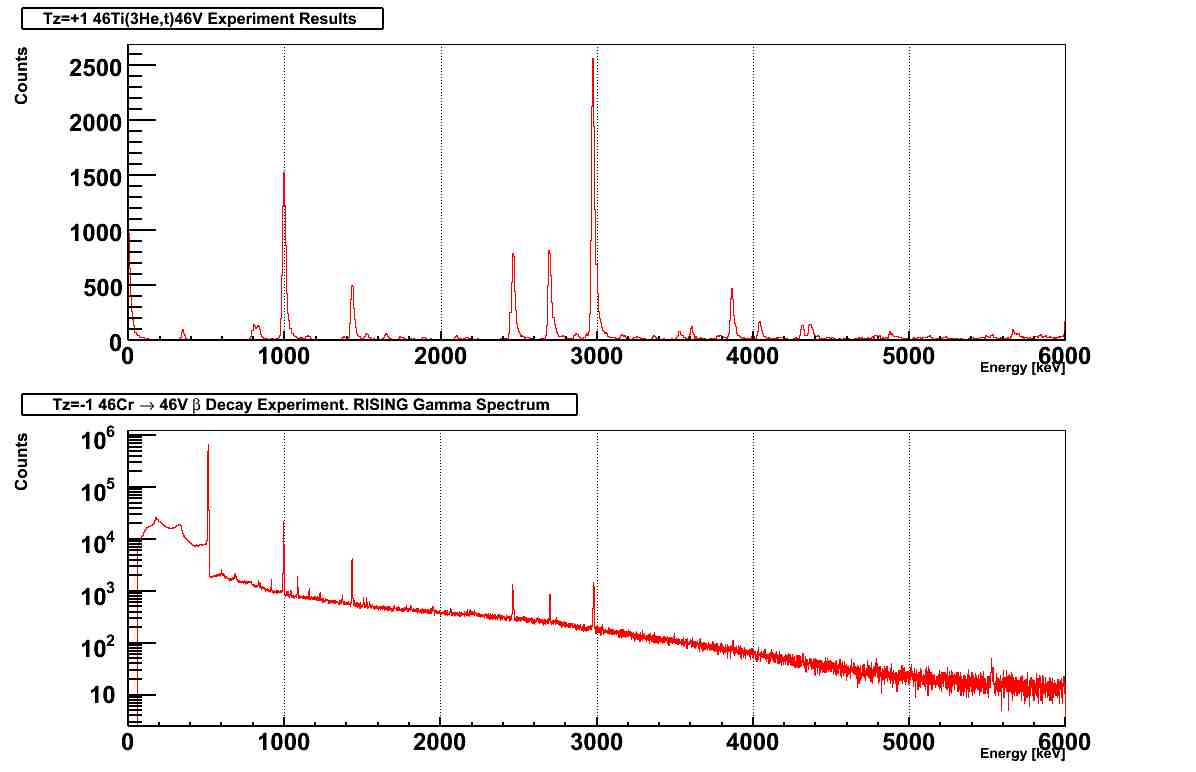 Tz=+1 46Ti(3He,t)46V Experiment Results
Counts
2500
2000
1500
1000
500
0
0 1000 2000 3000 4000 5000 6000
Energy [keV]
Tz=-1 46Cr → 46V β Decay Experiment. RISING Gamma Spectrum
Counts
10⁶
10⁵
10⁴
10³
10²
10
0 1000 2000 3000 4000 5000 6000
Energy [keV]